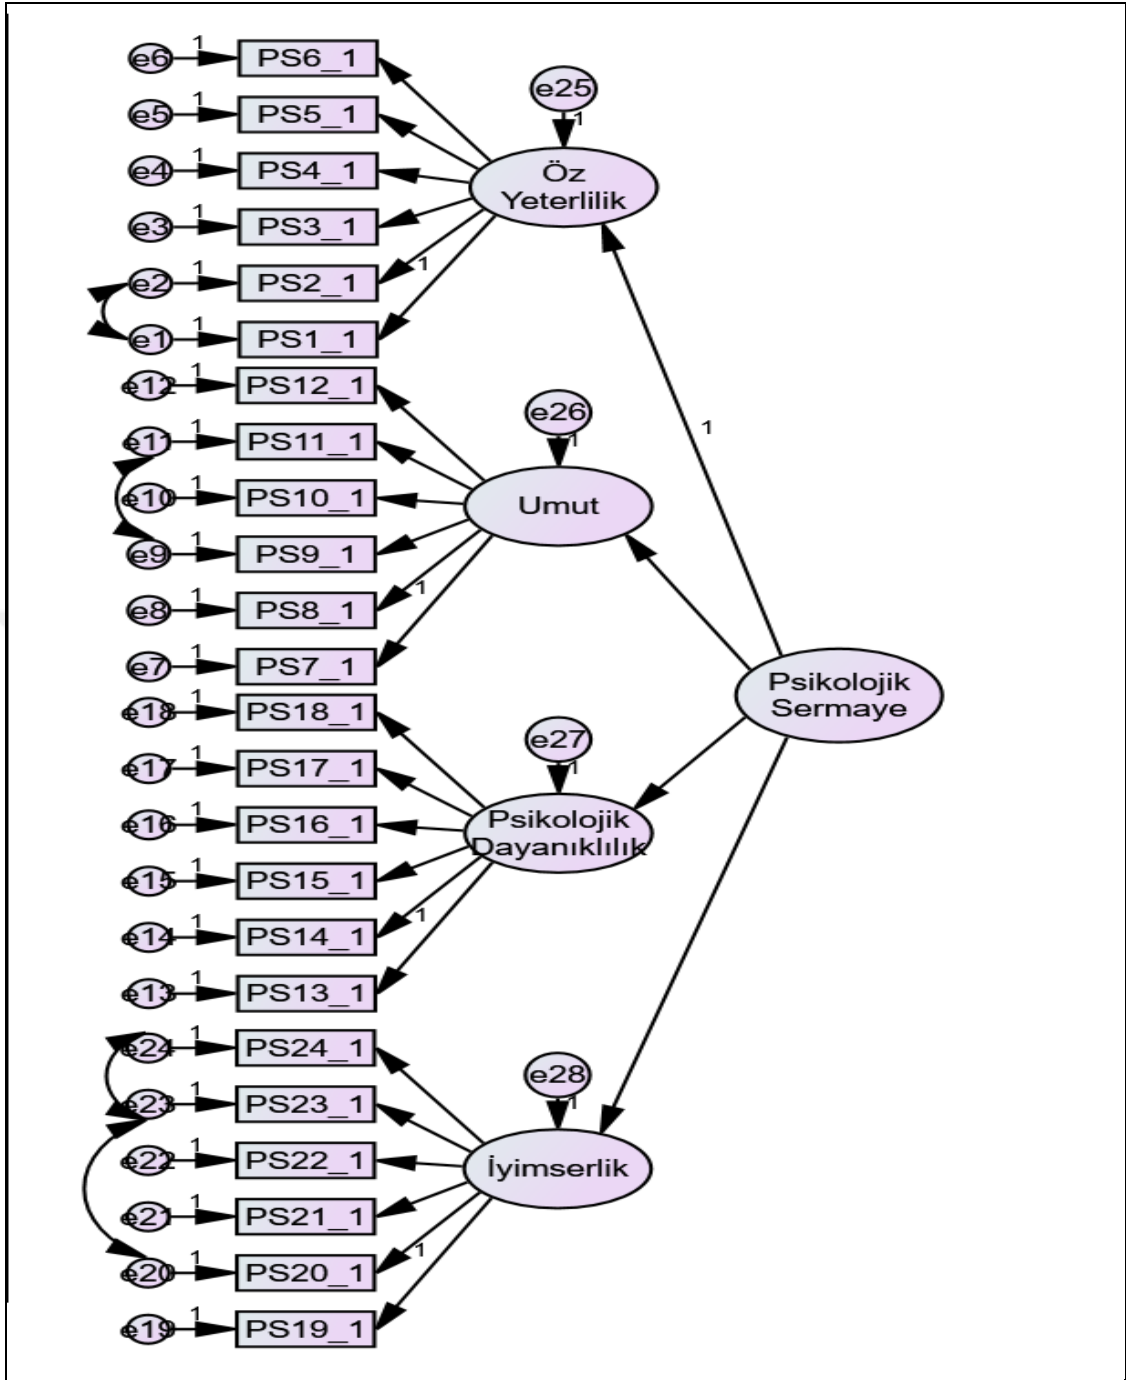 e6 1 PS6_1
e5 1 PS5_1
e4 1 PS4_1
e3 1 PS3_1
e2 1 PS2_1 1
e1 1 PS1_1
e25
1
Öz
Yeterlilik
e12 1 PS12_1
e11 1 PS11_1
e10 1 PS10_1
e9 1 PS9_1
e8 1 PS8_1 1
e7 1 PS7_1
e26
1
Umut
1
e18 1 PS18_1
e17 1 PS17_1
e16 1 PS16_1
e15 1 PS15_1
e14 1 PS14_1 1
e13 1 PS13_1
e27
1
Psikolojik
Dayanıklılık
Psikolojik
Sermaye
e24 1 PS24_1
e23 1 PS23_1
e22 1 PS22_1
e21 1 PS21_1
e20 1 PS20_1 1
e19 1 PS19_1
e28
1
İyimserlik